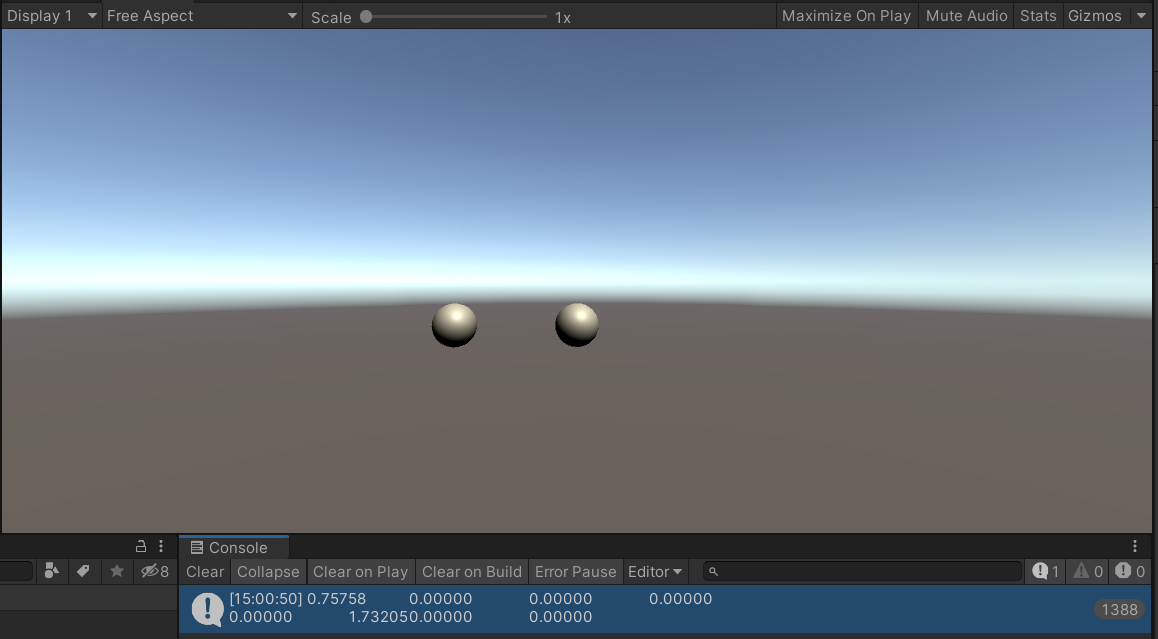 Display 1 Free Aspect Scale 1x Maximize On Play Mute Audio Stats Gizmos
8 Console
Clear Collapse Clear on Play Clear on Build Error Pause Editor 1 0 0
[15:00:50] 0.75758 0.00000 0.00000 0.00000
0.00000 1.732050.00000 0.00000
1388